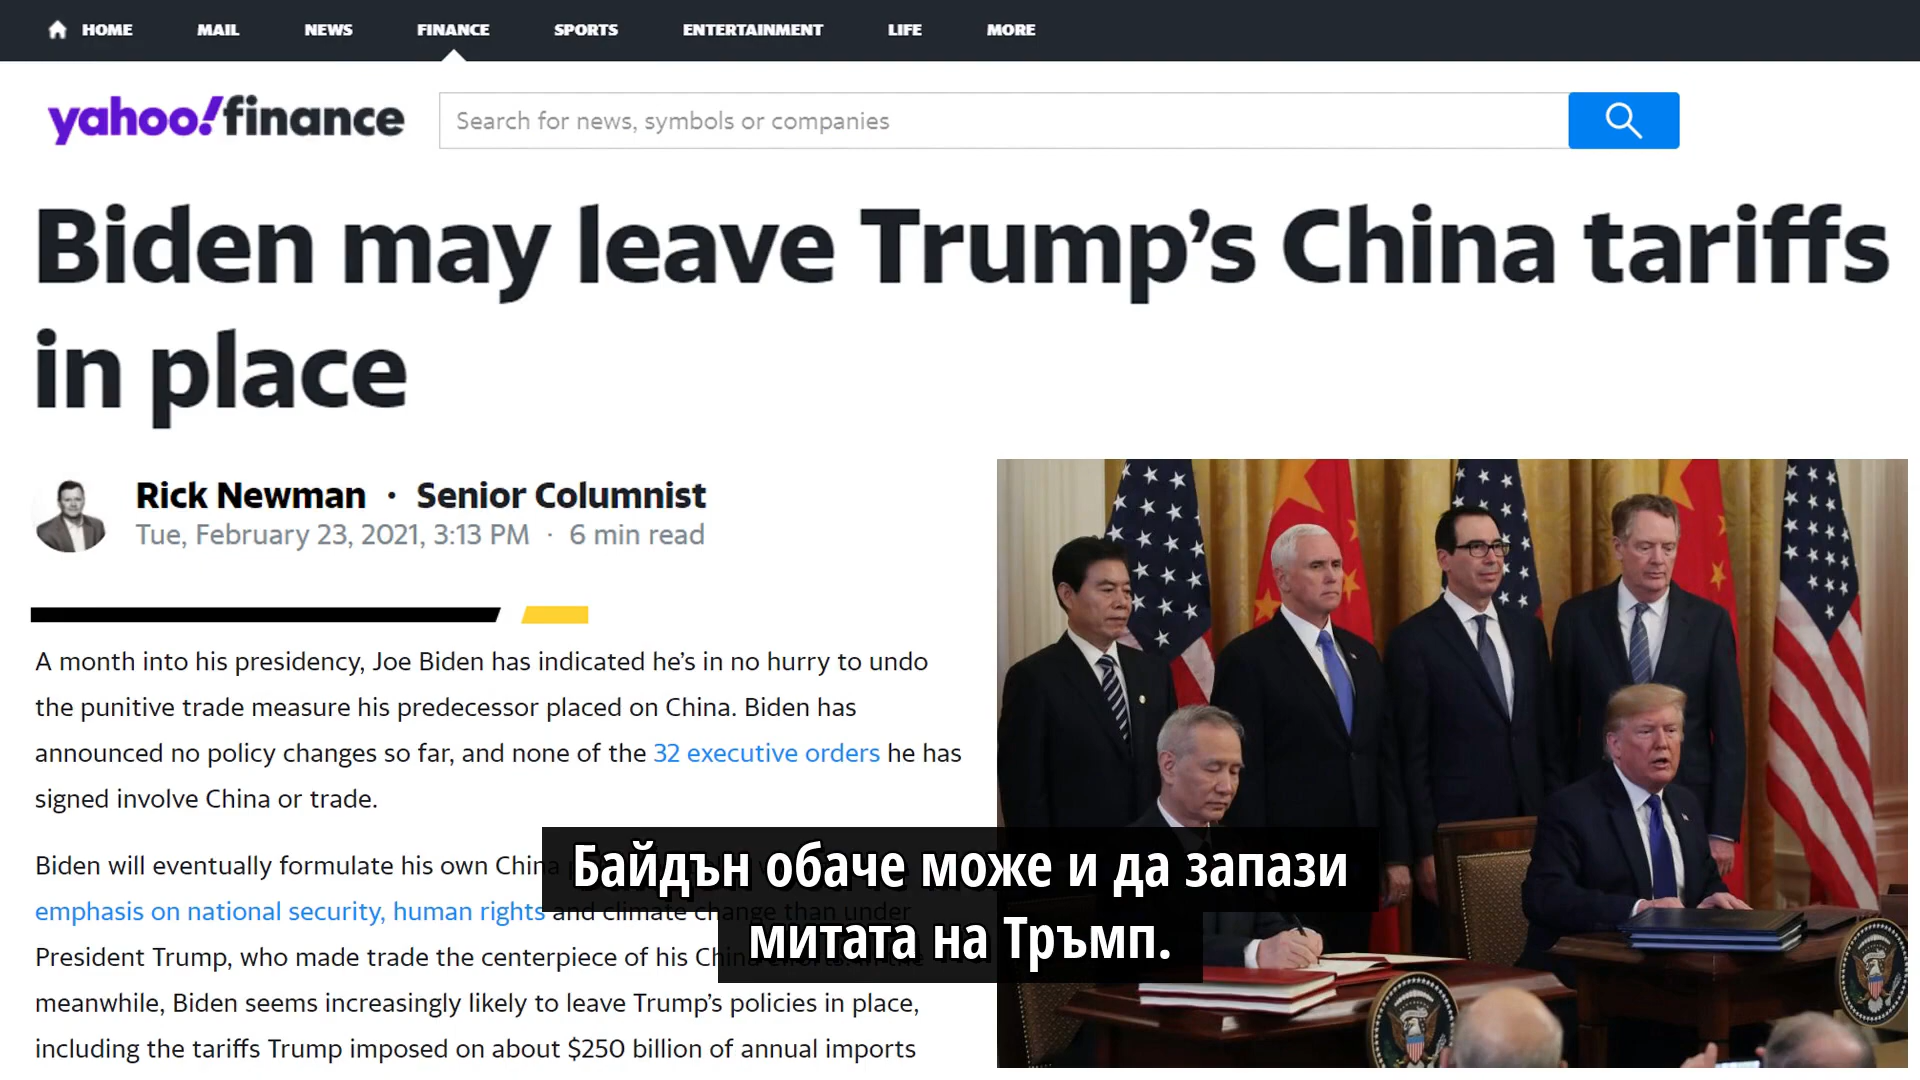 HOME MAIL NEWS FINANCE SPORTS ENTERTAINMENT LIFE MORE
yahoo!finance
Search for news, symbols or companies
Biden may leave Trump’s China tariffs
in place
Rick Newman · Senior Columnist
Tue, February 23, 2021, 3:13 PM · 6 min read
A month into his presidency, Joe Biden has indicated he’s in no hurry to undo
the punitive trade measure his predecessor placed on China. Biden has
announced no policy changes so far, and none of the 32 executive orders he has
signed involve China or trade.
Biden will eventually formulate his own China
emphasis on national security, human rights and climate change than under
President Trump, who made trade the centerpiece of his China
meanwhile, Biden seems increasingly likely to leave Trump’s policies in place,
including the tariffs Trump imposed on about $250 billion of annual imports
Байдън обаче може и да запази
митата на Тръмп.